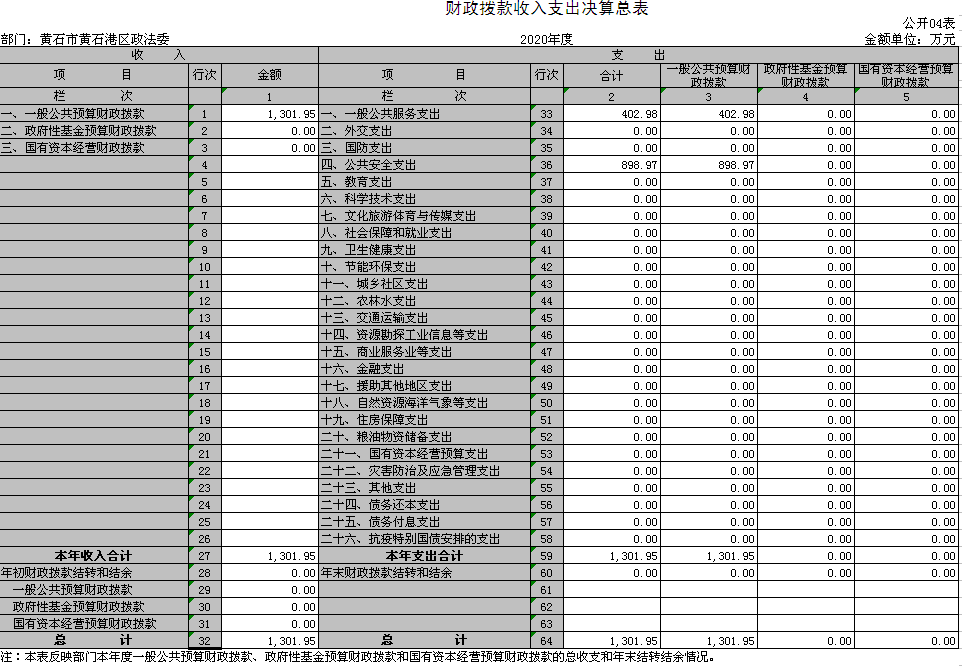 财政拨款收入支出决算总表
公开04表
部门：黄石市黄石港区政法委 2020年度 金额单位：万元
收 入 支 出
项 目 行次 金额 项 目 行次 合计 一般公共预算财政拨款 政府性基金预算财政拨款 国有资本经营预算财政拨款
栏 次 1 栏 次 2 3 4 5
一、一般公共预算财政拨款 1 1,301.95 一、一般公共服务支出 33 402.98 402.98 0.00 0.00
二、政府性基金预算财政拨款 2 0.00 二、外交支出 34 0.00 0.00 0.00 0.00
三、国有资本经营财政拨款 3 0.00 三、国防支出 35 0.00 0.00 0.00 0.00
4 四、公共安全支出 36 898.97 898.97 0.00 0.00
5 五、教育支出 37 0.00 0.00 0.00 0.00
6 六、科学技术支出 38 0.00 0.00 0.00 0.00
7 七、文化旅游体育与传媒支出 39 0.00 0.00 0.00 0.00
8 八、社会保障和就业支出 40 0.00 0.00 0.00 0.00
9 九、卫生健康支出 41 0.00 0.00 0.00 0.00
10 十、节能环保支出 42 0.00 0.00 0.00 0.00
11 十一、城乡社区支出 43 0.00 0.00 0.00 0.00
12 十二、农林水支出 44 0.00 0.00 0.00 0.00
13 十三、交通运输支出 45 0.00 0.00 0.00 0.00
14 十四、资源勘探工业信息等支出 46 0.00 0.00 0.00 0.00
15 十五、商业服务业等支出 47 0.00 0.00 0.00 0.00
16 十六、金融支出 48 0.00 0.00 0.00 0.00
17 十七、援助其他地区支出 49 0.00 0.00 0.00 0.00
18 十八、自然资源海洋气象等支出 50 0.00 0.00 0.00 0.00
19 十九、住房保障支出 51 0.00 0.00 0.00 0.00
20 二十、粮油物资储备支出 52 0.00 0.00 0.00 0.00
21 二十一、国有资本经营预算支出 53 0.00 0.00 0.00 0.00
22 二十二、灾害防治及应急管理支出 54 0.00 0.00 0.00 0.00
23 二十三、其他支出 55 0.00 0.00 0.00 0.00
24 二十四、债务还本支出 56 0.00 0.00 0.00 0.00
25 二十五、债务付息支出 57 0.00 0.00 0.00 0.00
26 二十六、抗疫特别国债安排的支出 58 0.00 0.00 0.00 0.00
本年收入合计 27 1,301.95 本年支出合计 59 1,301.95 1,301.95 0.00 0.00
年初财政拨款结转和结余 28 0.00 年末财政拨款结转和结余 60 0.00 0.00 0.00 0.00
一般公共预算财政拨款 29 0.00 61
政府性基金预算财政拨款 30 0.00 62
国有资本经营预算财政拨款 31 0.00 63
总 计 32 1,301.95 总 计 64 1,301.95 1,301.95 0.00 0.00
注：本表反映部门本年度一般公共预算财政拨款、政府性基金预算财政拨款和国有资本经营预算财政拨款的总收支和年末结转结余情况。